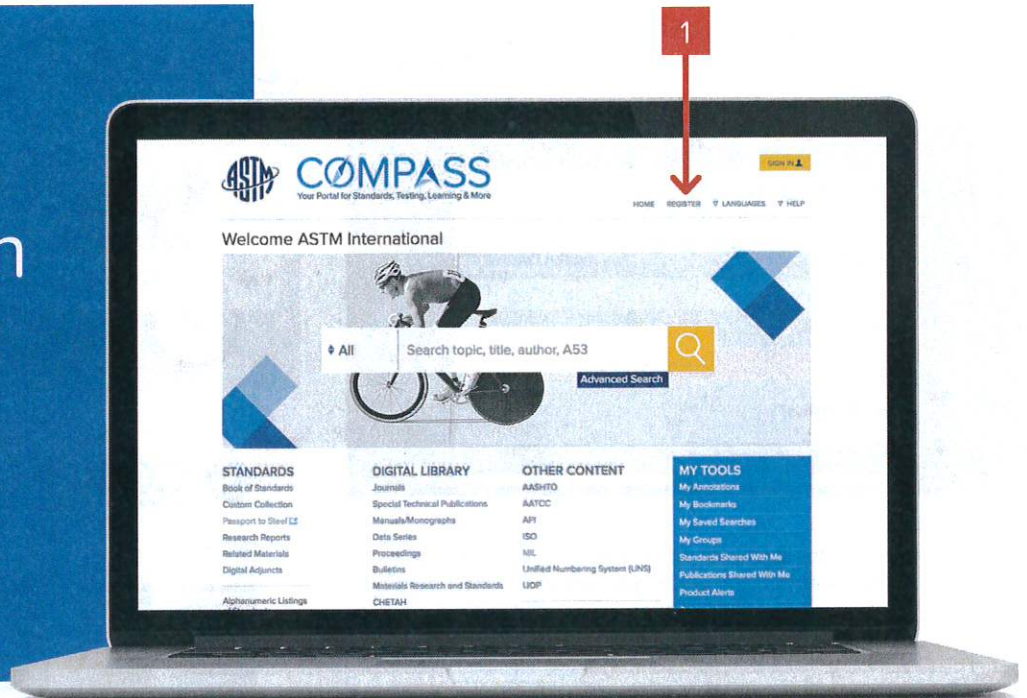 1
ASTM
COMPASS
Your Portal for Standards, Testing, Learning & More
SIGN IN
HOME REGISTER LANGUAGES HELP
Welcome ASTM International
All Search topic, title, author, A53
Advanced Search
n
STANDARDS
Book of Standards
Custom Collection
Passport to Steel
Research Reports
Related Materials
Digital Adjuncts
Alphanumeric Listings
of Standards
DIGITAL LIBRARY
Journals
Special Technical Publications
Manuals/Monographs
Data Series
Proceedings
Bulletins
Materials Research and Standards
CHETAH
OTHER CONTENT
AASHTO
AATCC
API
ISO
MIL
Unified Numbering System (UNS)
UOP
MY TOOLS
My Annotations
My Bookmarks
My Saved Searches
My Groups
Standards Shared With Me
Publications Shared With Me
Product Alerts